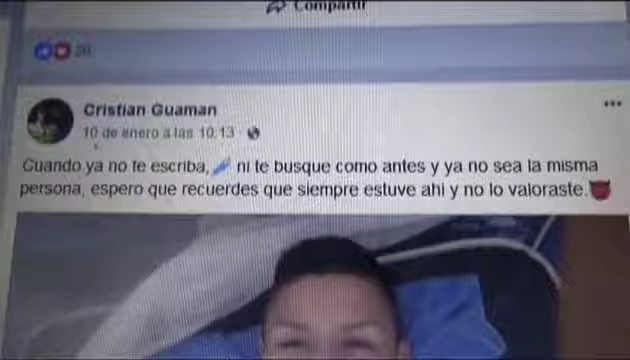 Compartir
20
Cristian Guaman
10 de enero a las 10:13
Cuando ya no te escriba, ni te busque como antes y ya no sea la misma
persona, espero que recuerdes que siempre estuve ahi y no lo valoraste.